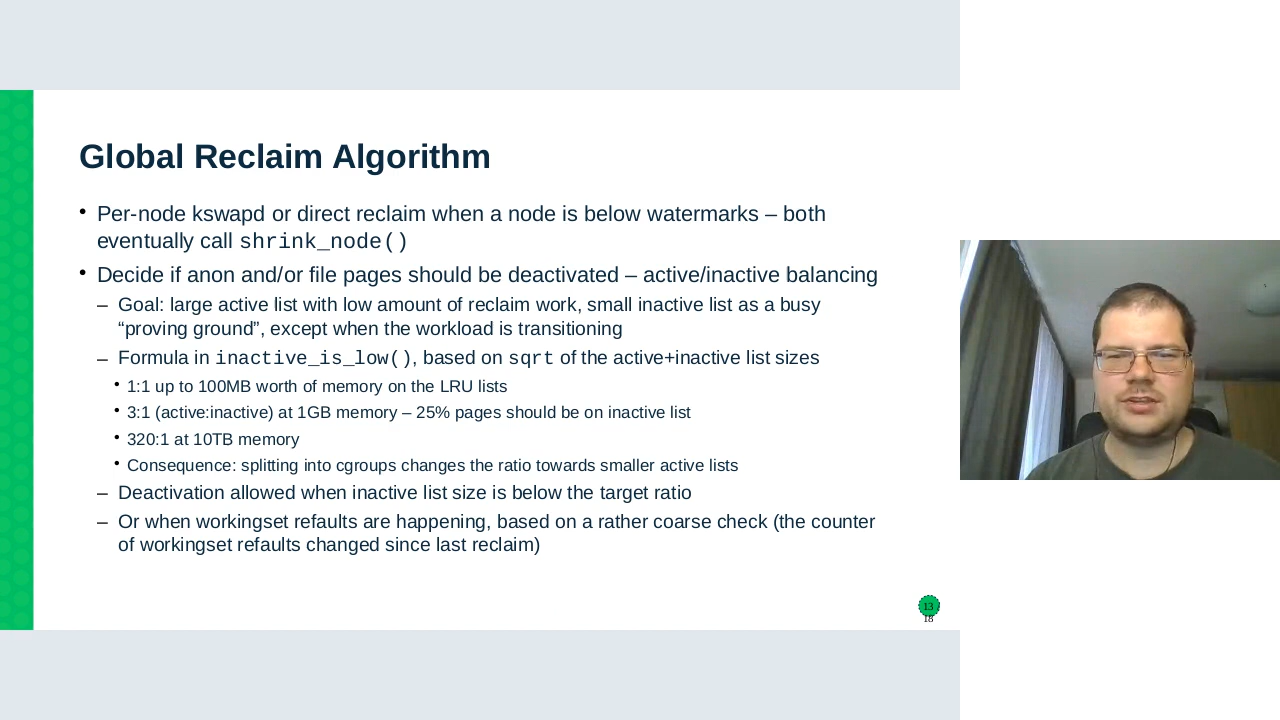 Global Reclaim Algorithm
• Per-node kswapd or direct reclaim when a node is below watermarks – both
eventually call shrink_node()
• Decide if anon and/or file pages should be deactivated – active/inactive balancing
– Goal: large active list with low amount of reclaim work, small inactive list as a busy
“proving ground”, except when the workload is transitioning
– Formula in inactive_is_low(), based on sqrt of the active+inactive list sizes
• 1:1 up to 100MB worth of memory on the LRU lists
• 3:1 (active:inactive) at 1GB memory – 25% pages should be on inactive list
• 320:1 at 10TB memory
• Consequence: splitting into cgroups changes the ratio towards smaller active lists
– Deactivation allowed when inactive list size is below the target ratio
– Or when workingset refaults are happening, based on a rather coarse check (the counter
of workingset refaults changed since last reclaim)
13
18